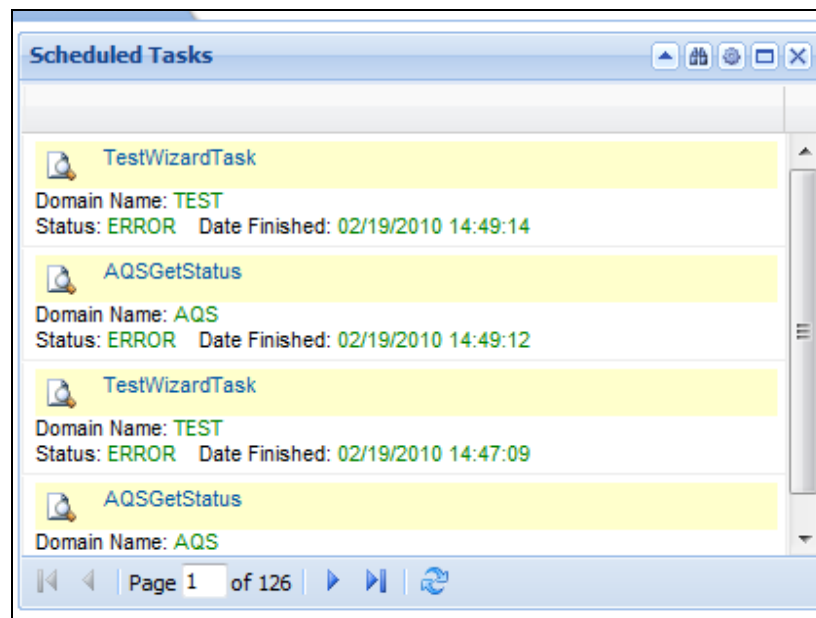 Scheduled Tasks
TestWizardTask
Domain Name: TEST
Status: ERROR Date Finished: 02/19/2010 14:49:14
AQSGetStatus
Domain Name: AQS
Status: ERROR Date Finished: 02/19/2010 14:49:12
TestWizardTask
Domain Name: TEST
Status: ERROR Date Finished: 02/19/2010 14:47:09
AQSGetStatus
Domain Name: AQS
Page 1 of 126